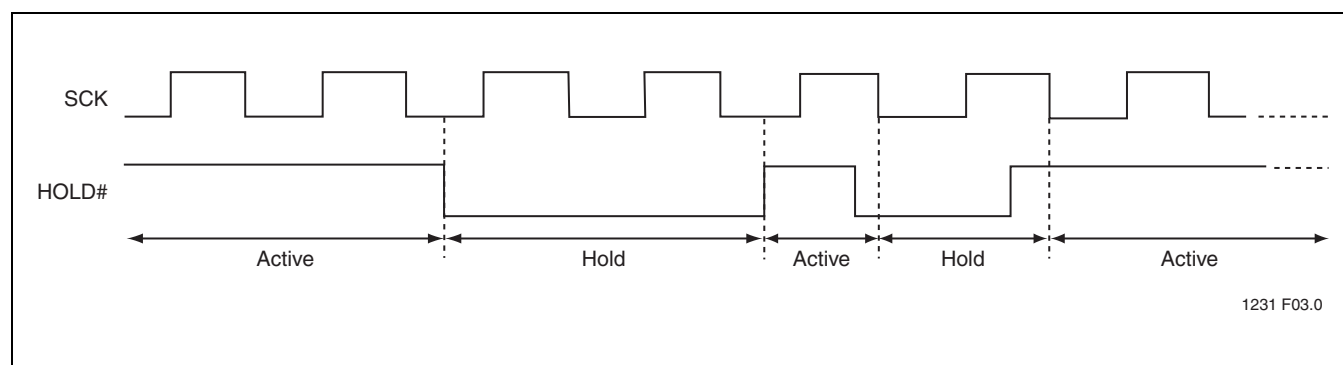 SCK
HOLD#
Active Hold Active Hold Active
1231 F03.0